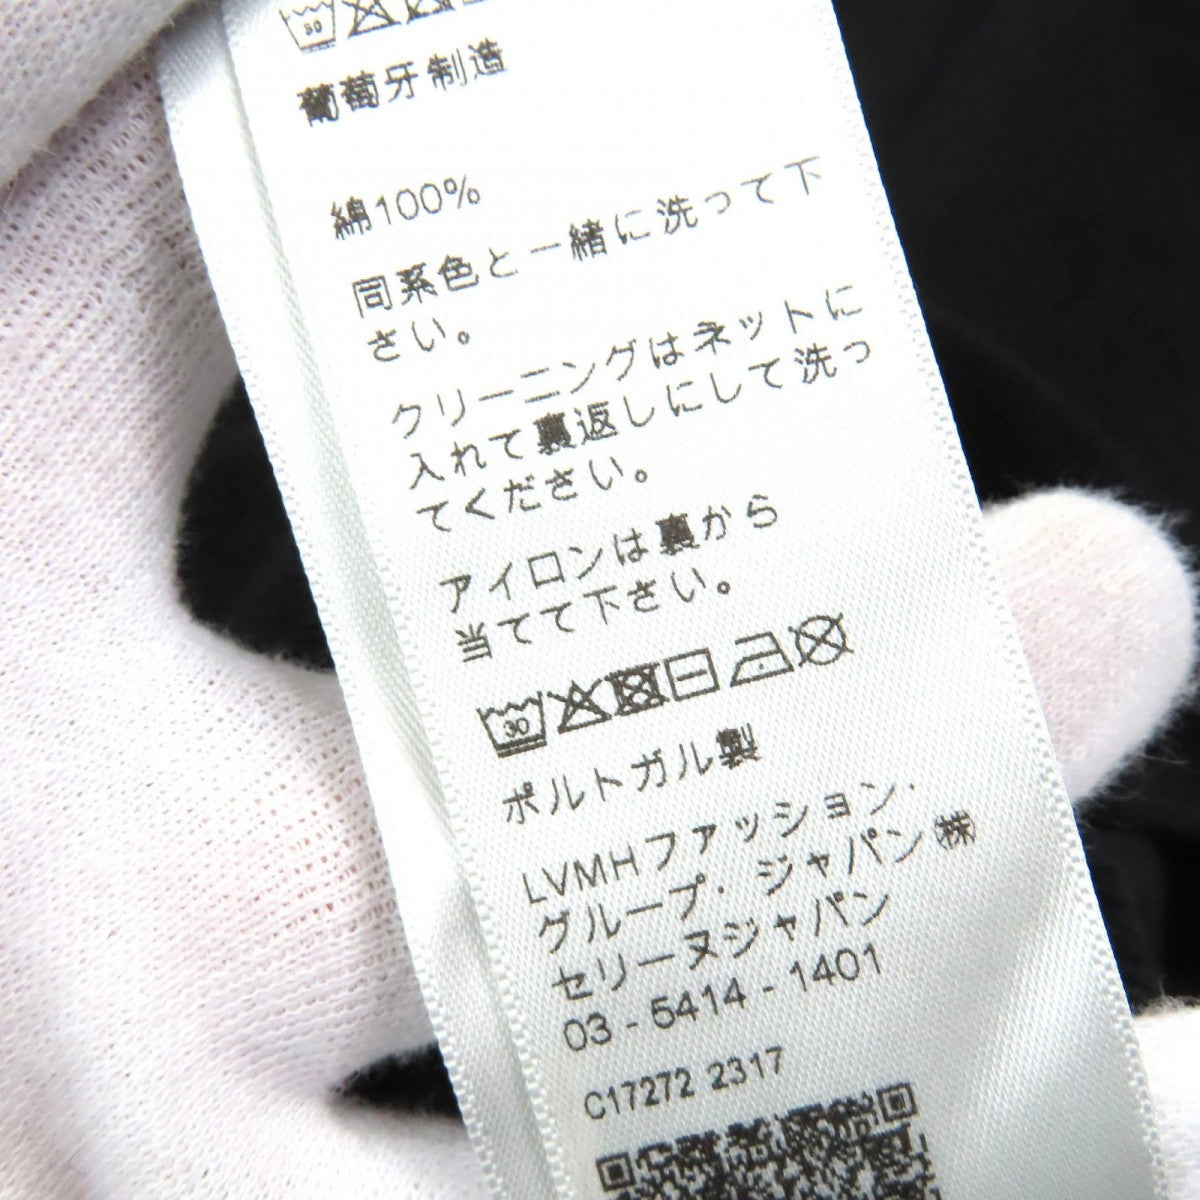 30
葡萄牙制造
綿100%
同系色と一緒に洗って下
さい。
クリーニングはネットに
入れて裏返しにして洗っ
てください。
アイロンは裏から
当てて下さい。
30
ポルトガル製
LVMHファッション・
グループ・ジャパン㈱
セリーヌジャパン
03-5414-1401
C17272 2317